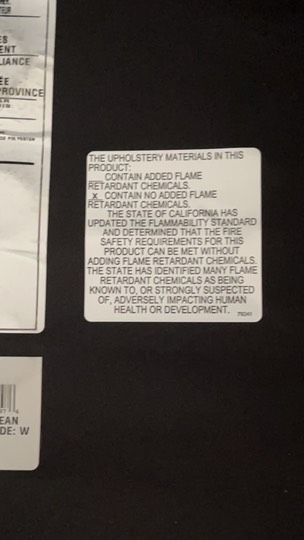 TEUR
ES
ENT
LIANCE
ÉE
PROVINCE
THE UPHOLSTERY MATERIALS IN THIS
PRODUCT:
CONTAIN ADDED FLAME
RETARDANT CHEMICALS.
X CONTAIN NO ADDED FLAME
RETARDANT CHEMICALS.
THE STATE OF CALIFORNIA HAS
UPDATED THE FLAMMABILITY STANDARD
AND DETERMINED THAT THE FIRE
SAFETY REQUIREMENTS FOR THIS
PRODUCT CAN BE MET WITHOUT
ADDING FLAME RETARDANT CHEMICALS.
THE STATE HAS IDENTIFIED MANY FLAME
RETARDANT CHEMICALS AS BEING
KNOWN TO, OR STRONGLY SUSPECTED
OF, ADVERSELY IMPACTING HUMAN
HEALTH OR DEVELOPMENT. 75041
EAN
DE: W